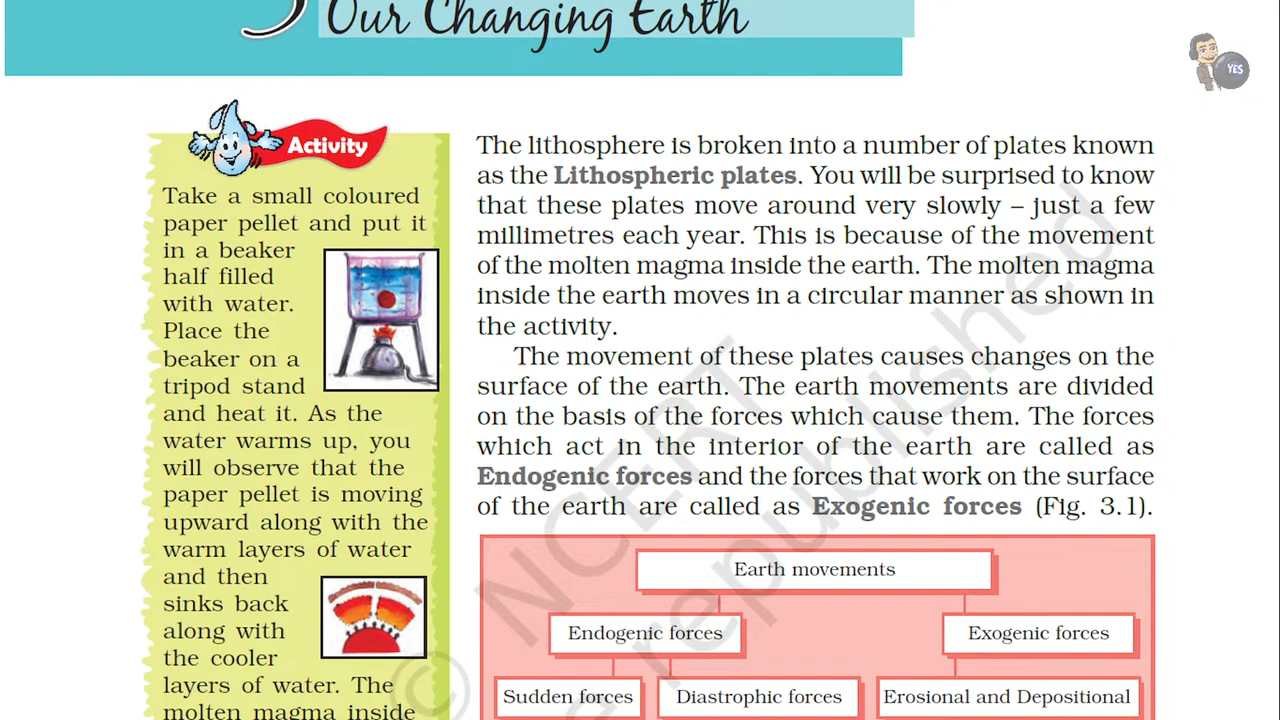 Our Changing Earth
YES
Activity
Take a small coloured
paper pellet and put it
in a beaker
half filled
with water.
Place the
beaker on a
tripod stand
and heat it. As the
water warms up, you
will observe that the
paper pellet is moving
upward along with the
warm layers of water
and then
sinks back
along with
the cooler
layers of water. The
molten magma inside
The lithosphere is broken into a number of plates known
as the Lithospheric plates. You will be surprised to know
that these plates move around very slowly – just a few
millimetres each year. This is because of the movement
of the molten magma inside the earth. The molten magma
inside the earth moves in a circular manner as shown in
the activity.
The movement of these plates causes changes on the
surface of the earth. The earth movements are divided
on the basis of the forces which cause them. The forces
which act in the interior of the earth are called as
Endogenic forces and the forces that work on the surface
of the earth are called as Exogenic forces (Fig. 3.1).
Earth movements
Endogenic forces
Exogenic forces
Sudden forces
Diastrophic forces
Erosional and Depositional
© NCERT
republished